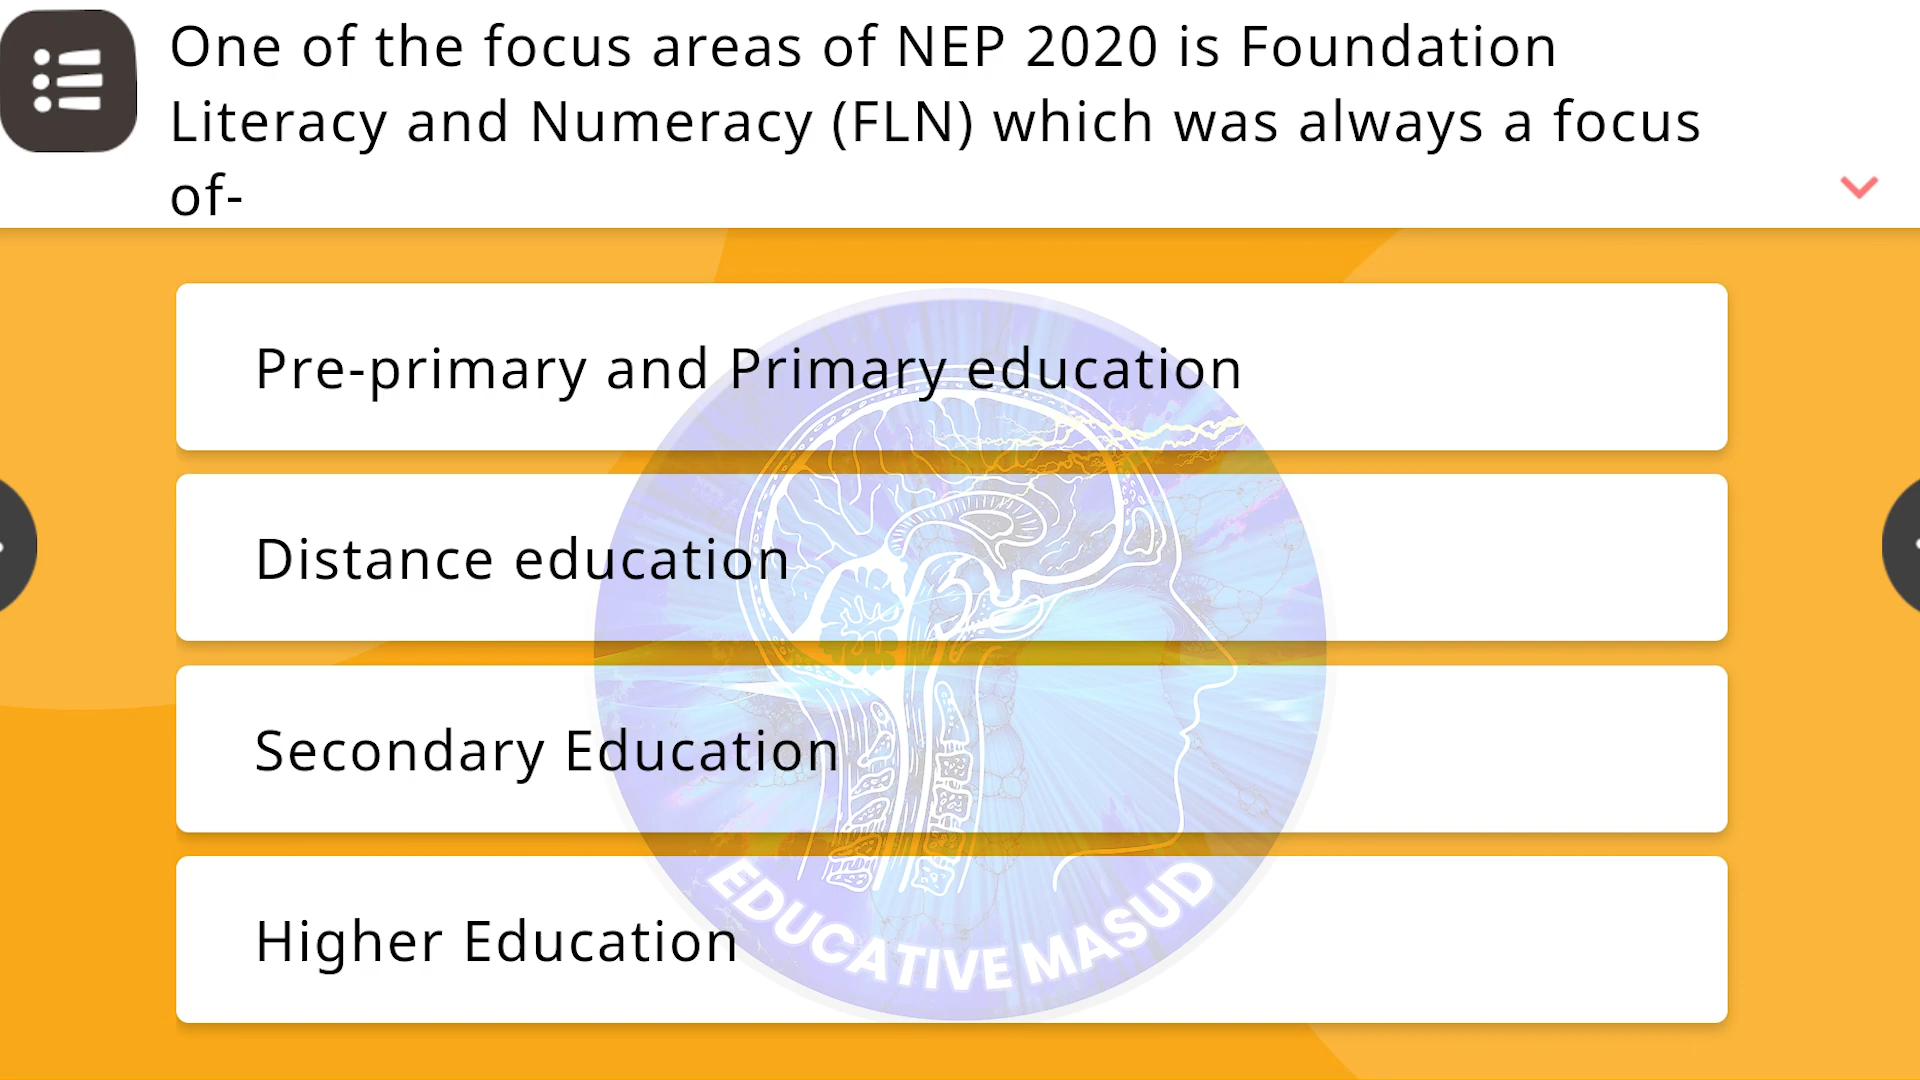 One of the focus areas of NEP 2020 is Foundation
Literacy and Numeracy (FLN) which was always a focus
of-
Pre-primary and Primary education
Distance education
Secondary Education
Higher Education
EDUCATIVE MASUD